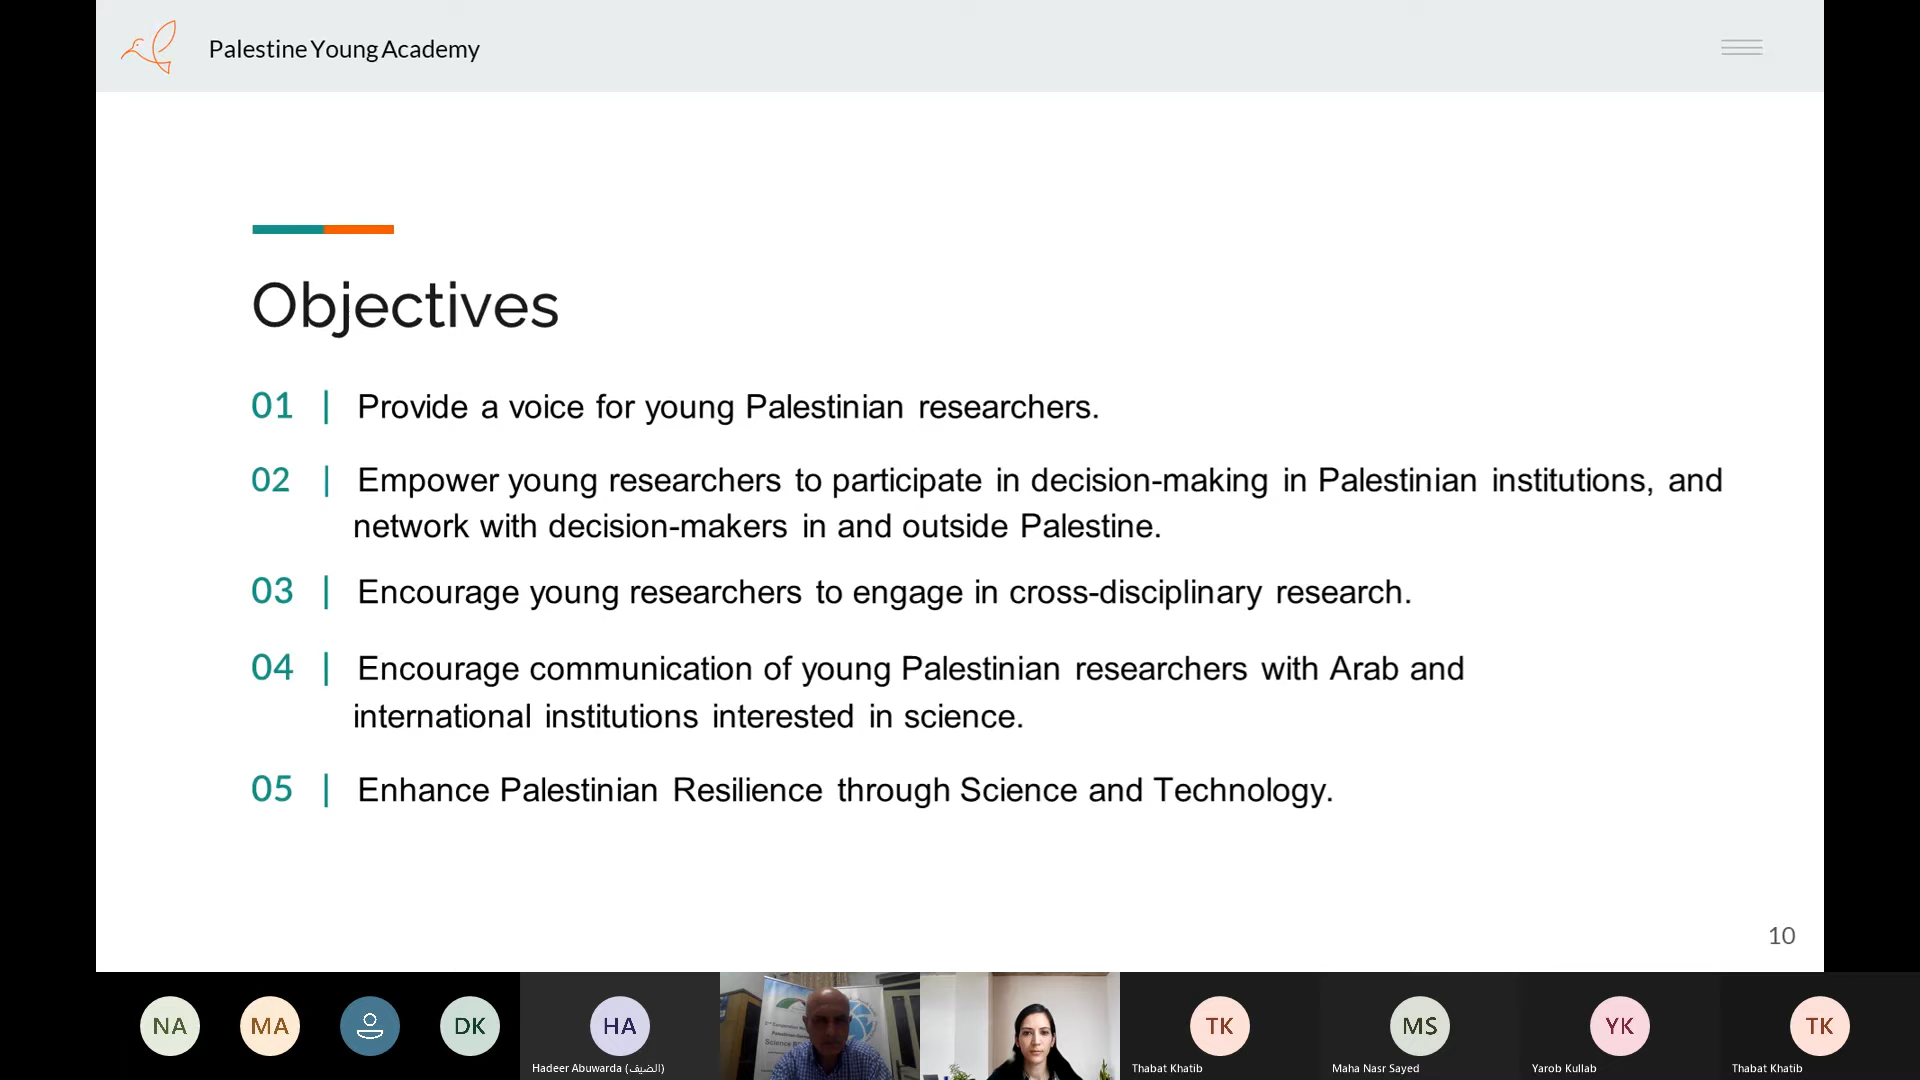 Palestine Young Academy
Objectives
01 | Provide a voice for young Palestinian researchers.
02 | Empower young researchers to participate in decision-making in Palestinian institutions, and
network with decision-makers in and outside Palestine.
03 | Encourage young researchers to engage in cross-disciplinary research.
04 | Encourage communication of young Palestinian researchers with Arab and
international institutions interested in science.
05 | Enhance Palestinian Resilience through Science and Technology.
10
NA
MA
DK
HA
Hadeer Abuwarda (الضيف)
TK
Thabat Khatib
MS
Maha Nasr Sayed
YK
Yarob Kullab
TK
Thabat Khatib